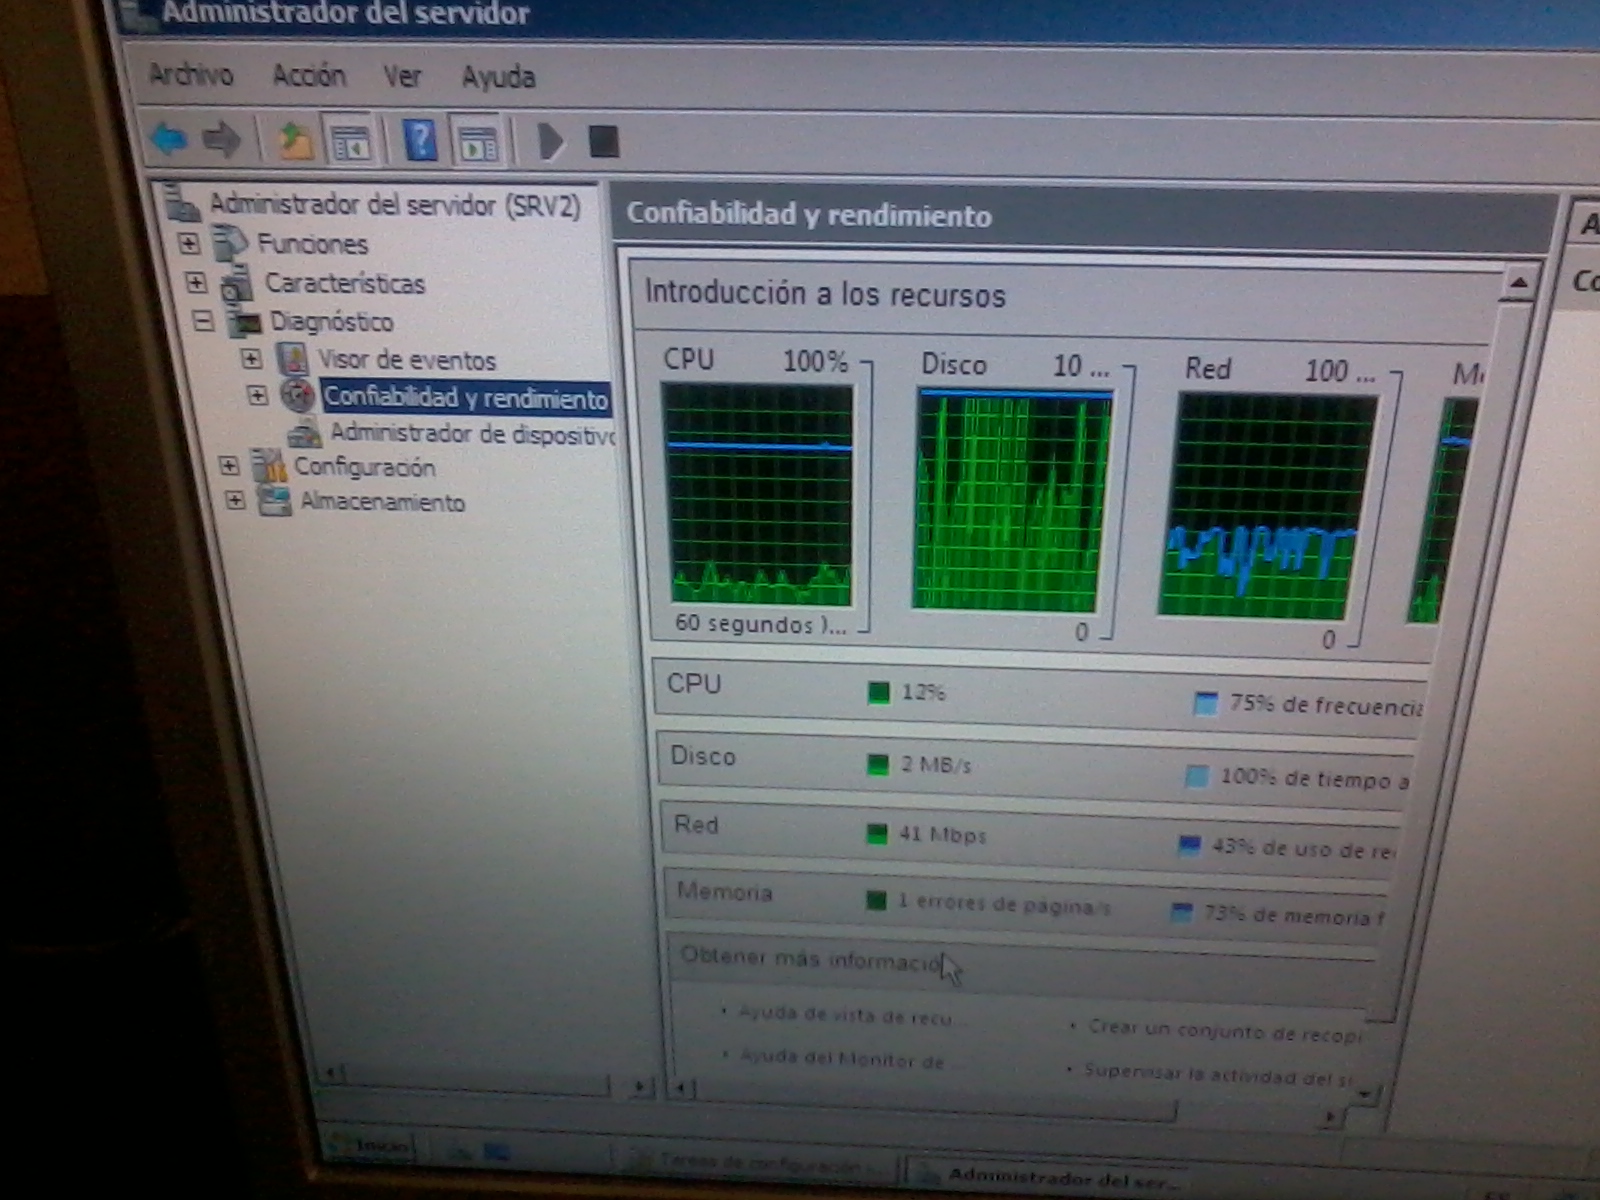 Administrador del servidor
Archivo Acción Ver Ayuda
Administrador del servidor (SRV2)
Funciones
Características
Diagnóstico
Visor de eventos
Confiabilidad y rendimiento
Administrador de dispositivo
Configuración
Almacenamiento
Confiabilidad y rendimiento
A
Co
Introducción a los recursos
CPU 100% Disco 10 ... Red 100 ... Me
60 segundos )... 0 0
CPU 12% 75% de frecuencia
Disco 2 MB/s 100% de tiempo a
Red 41 Mbps 43% de uso de re
Memoria 1 errores de página/s 73% de memoria f
Obtener más informació
• Ayuda de vista de recu...
• Crear un conjunto de recopi
• Ayuda del Monitor de ...
• Supervisar la actividad del si
Inicio Tareas de configuración Administrador del ser...